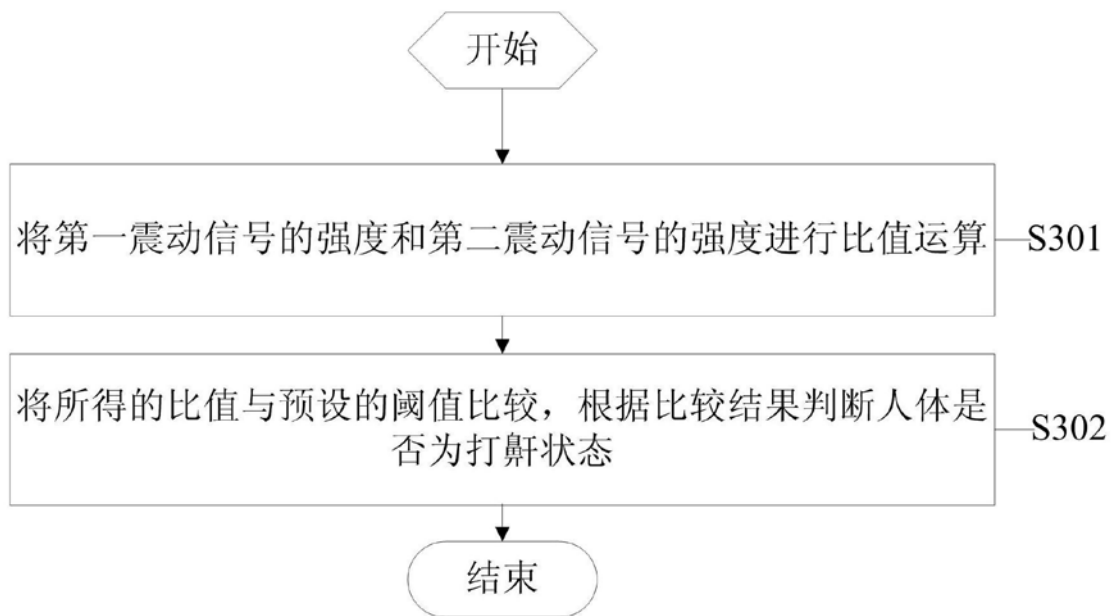 开始
将第一震动信号的强度和第二震动信号的强度进行比值运算
S301
将所得的比值与预设的阈值比较，根据比较结果判断人体是
否为打鼾状态
S302
结束